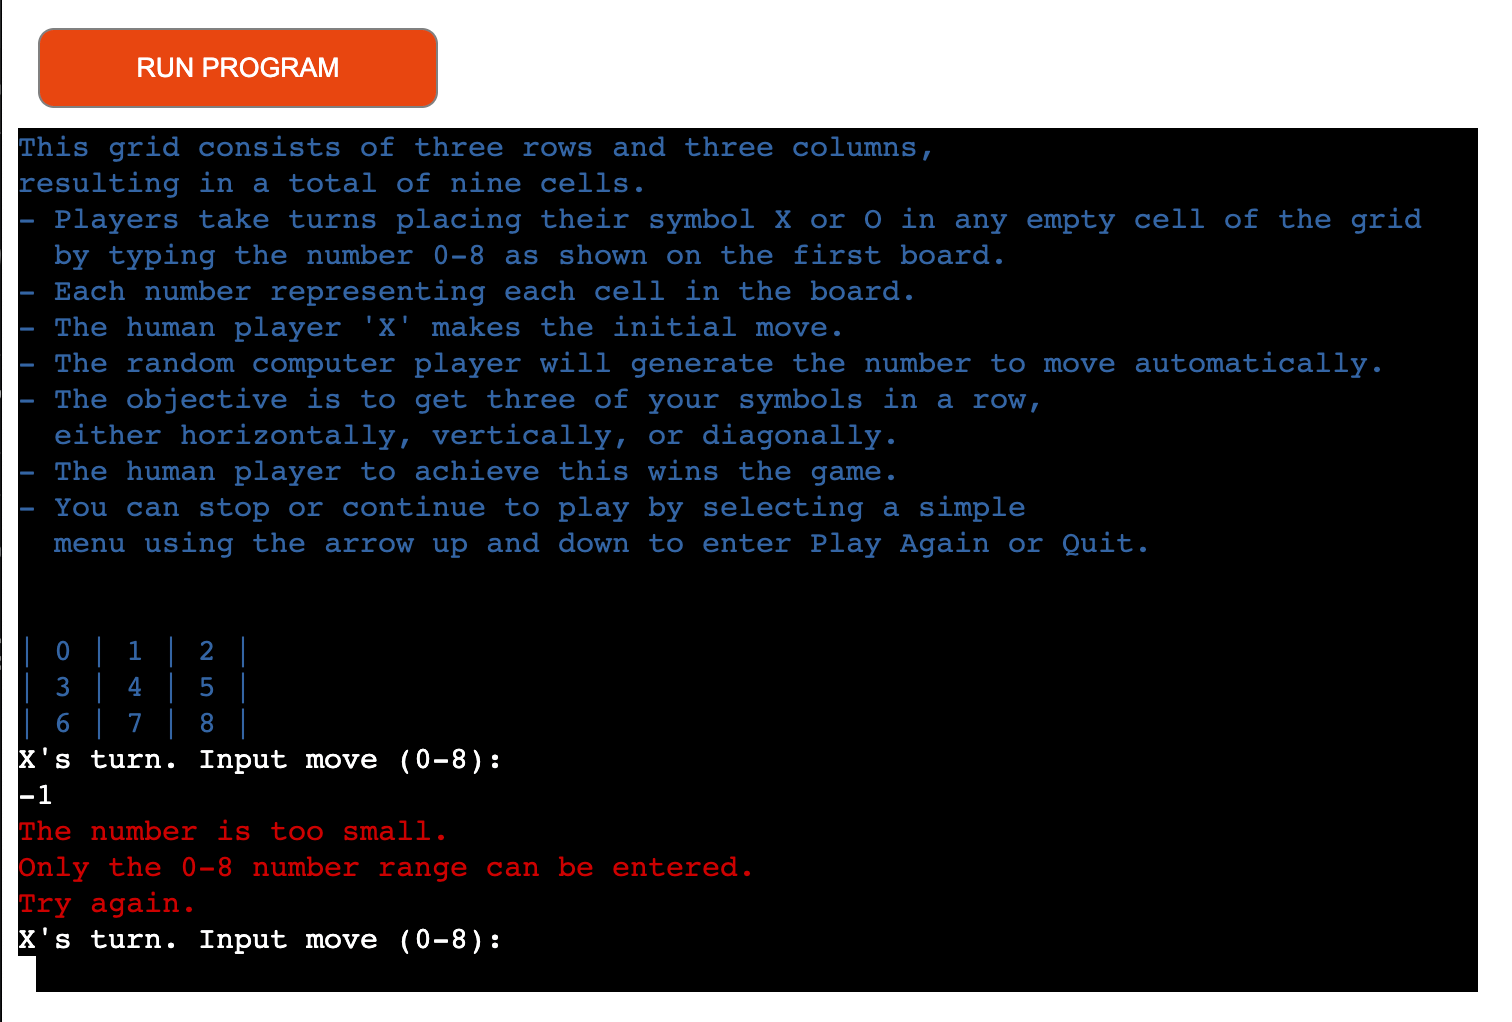 RUN PROGRAM
This grid consists of three rows and three columns,
resulting in a total of nine cells.
- Players take turns placing their symbol X or O in any empty cell of the grid
  by typing the number 0-8 as shown on the first board.
- Each number representing each cell in the board.
- The human player 'X' makes the initial move.
- The random computer player will generate the number to move automatically.
- The objective is to get three of your symbols in a row,
  either horizontally, vertically, or diagonally.
- The human player to achieve this wins the game.
- You can stop or continue to play by selecting a simple
  menu using the arrow up and down to enter Play Again or Quit.
| 0 | 1 | 2 |
| 3 | 4 | 5 |
| 6 | 7 | 8 |
X's turn. Input move (0-8):
-1
The number is too small.
Only the 0-8 number range can be entered.
Try again.
X's turn. Input move (0-8):